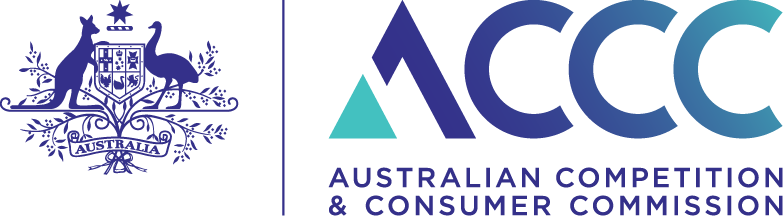 AUSTRALIA
ACCC
AUSTRALIAN COMPETITION
& CONSUMER COMMISSION